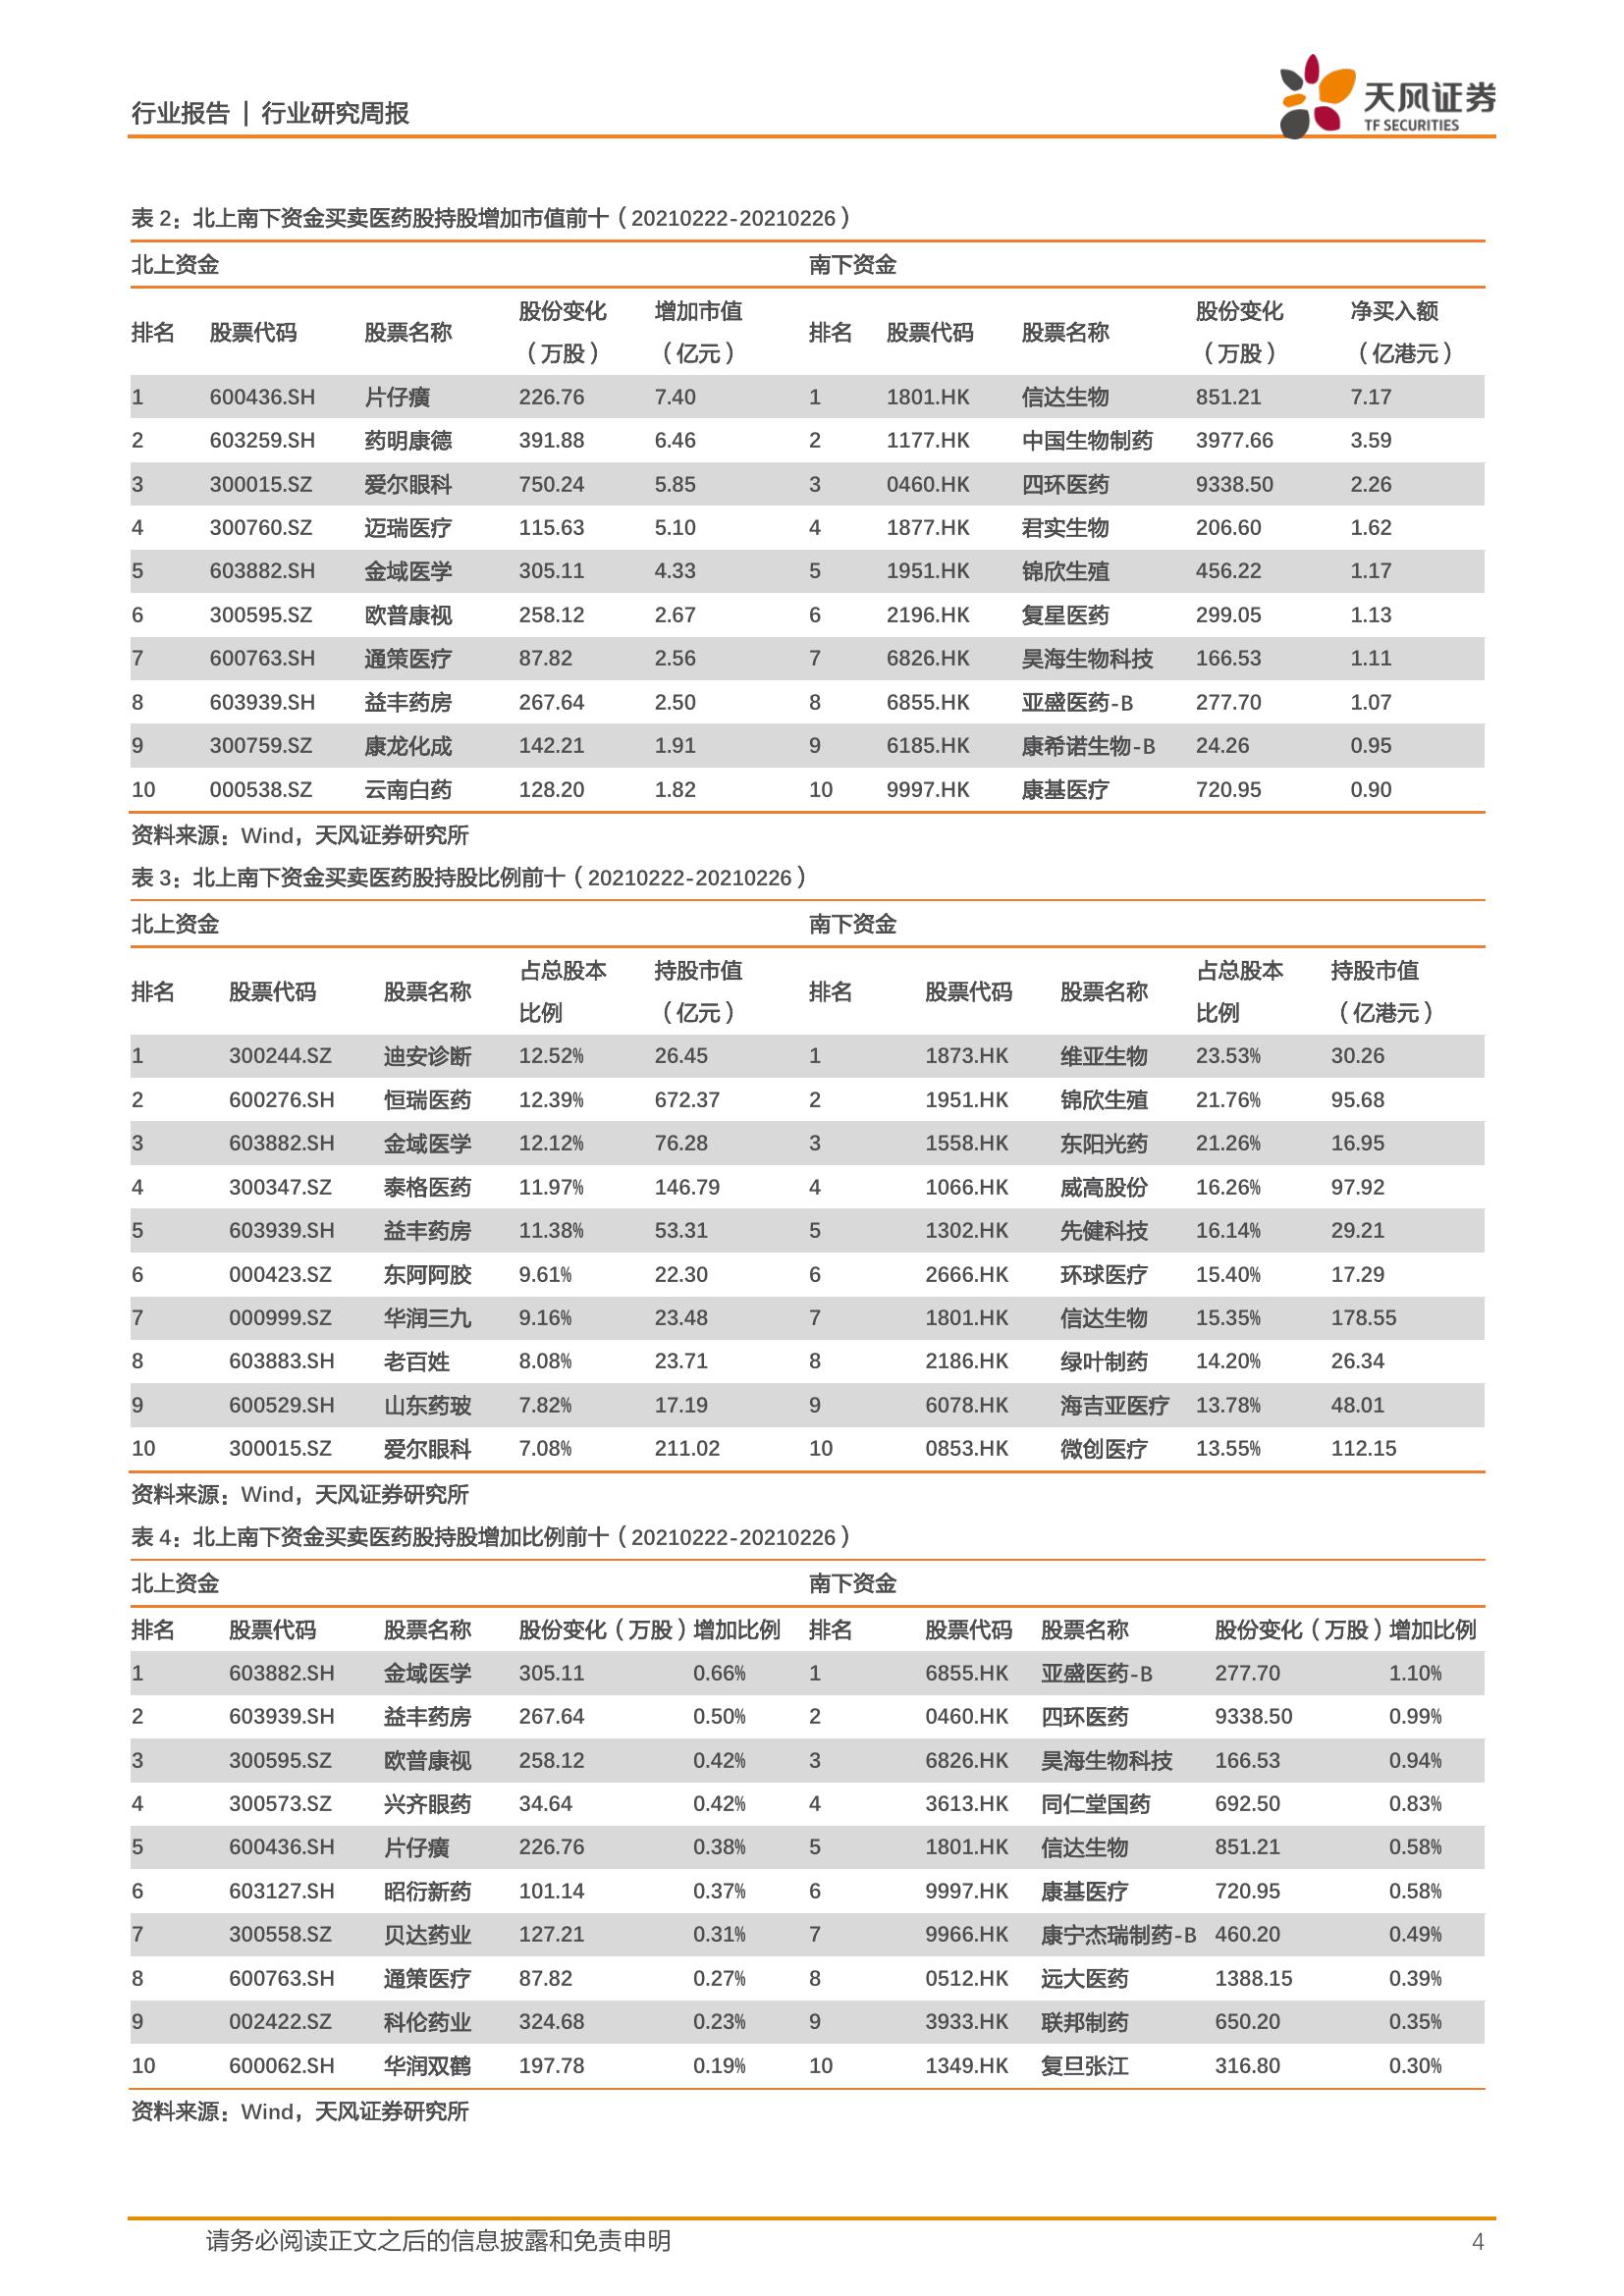 行业报告 | 行业研究周报
天风证券
TF SECURITIES
表 2：北上南下资金买卖医药股持股增加市值前十（20210222-20210226）
北上资金 南下资金
排名 股票代码 股票名称 股份变化（万股） 增加市值（亿元） 排名 股票代码 股票名称 股份变化（万股） 净买入额（亿港元）
1 600436.SH 片仔癀 226.76 7.40 1 1801.HK 信达生物 851.21 7.17
2 603259.SH 药明康德 391.88 6.46 2 1177.HK 中国生物制药 3977.66 3.59
3 300015.SZ 爱尔眼科 750.24 5.85 3 0460.HK 四环医药 9338.50 2.26
4 300760.SZ 迈瑞医疗 115.63 5.10 4 1877.HK 君实生物 206.60 1.62
5 603882.SH 金域医学 305.11 4.33 5 1951.HK 锦欣生殖 456.22 1.17
6 300595.SZ 欧普康视 258.12 2.67 6 2196.HK 复星医药 299.05 1.13
7 600763.SH 通策医疗 87.82 2.56 7 6826.HK 昊海生物科技 166.53 1.11
8 603939.SH 益丰药房 267.64 2.50 8 6855.HK 亚盛医药-B 277.70 1.07
9 300759.SZ 康龙化成 142.21 1.91 9 6185.HK 康希诺生物-B 24.26 0.95
10 000538.SZ 云南白药 128.20 1.82 10 9997.HK 康基医疗 720.95 0.90
资料来源：Wind，天风证券研究所
表 3：北上南下资金买卖医药股持股比例前十（20210222-20210226）
北上资金 南下资金
排名 股票代码 股票名称 占总股本比例 持股市值（亿元） 排名 股票代码 股票名称 占总股本比例 持股市值（亿港元）
1 300244.SZ 迪安诊断 12.52% 26.45 1 1873.HK 维亚生物 23.53% 30.26
2 600276.SH 恒瑞医药 12.39% 672.37 2 1951.HK 锦欣生殖 21.76% 95.68
3 603882.SH 金域医学 12.12% 76.28 3 1558.HK 东阳光药 21.26% 16.95
4 300347.SZ 泰格医药 11.97% 146.79 4 1066.HK 威高股份 16.26% 97.92
5 603939.SH 益丰药房 11.38% 53.31 5 1302.HK 先健科技 16.14% 29.21
6 000423.SZ 东阿阿胶 9.61% 22.30 6 2666.HK 环球医疗 15.40% 17.29
7 000999.SZ 华润三九 9.16% 23.48 7 1801.HK 信达生物 15.35% 178.55
8 603883.SH 老百姓 8.08% 23.71 8 2186.HK 绿叶制药 14.20% 26.34
9 600529.SH 山东药玻 7.82% 17.19 9 6078.HK 海吉亚医疗 13.78% 48.01
10 300015.SZ 爱尔眼科 7.08% 211.02 10 0853.HK 微创医疗 13.55% 112.15
资料来源：Wind，天风证券研究所
表 4：北上南下资金买卖医药股持股增加比例前十（20210222-20210226）
北上资金 南下资金
排名 股票代码 股票名称 股份变化（万股） 增加比例 排名 股票代码 股票名称 股份变化（万股） 增加比例
1 603882.SH 金域医学 305.11 0.66% 1 6855.HK 亚盛医药-B 277.70 1.10%
2 603939.SH 益丰药房 267.64 0.50% 2 0460.HK 四环医药 9338.50 0.99%
3 300595.SZ 欧普康视 258.12 0.42% 3 6826.HK 昊海生物科技 166.53 0.94%
4 300573.SZ 兴齐眼药 34.64 0.42% 4 3613.HK 同仁堂国药 692.50 0.83%
5 600436.SH 片仔癀 226.76 0.38% 5 1801.HK 信达生物 851.21 0.58%
6 603127.SH 昭衍新药 101.14 0.37% 6 9997.HK 康基医疗 720.95 0.58%
7 300558.SZ 贝达药业 127.21 0.31% 7 9966.HK 康宁杰瑞制药-B 460.20 0.49%
8 600763.SH 通策医疗 87.82 0.27% 8 0512.HK 远大医药 1388.15 0.39%
9 002422.SZ 科伦药业 324.68 0.23% 9 3933.HK 联邦制药 650.20 0.35%
10 600062.SH 华润双鹤 197.78 0.19% 10 1349.HK 复旦张江 316.80 0.30%
资料来源：Wind，天风证券研究所
请务必阅读正文之后的信息披露和免责申明 4